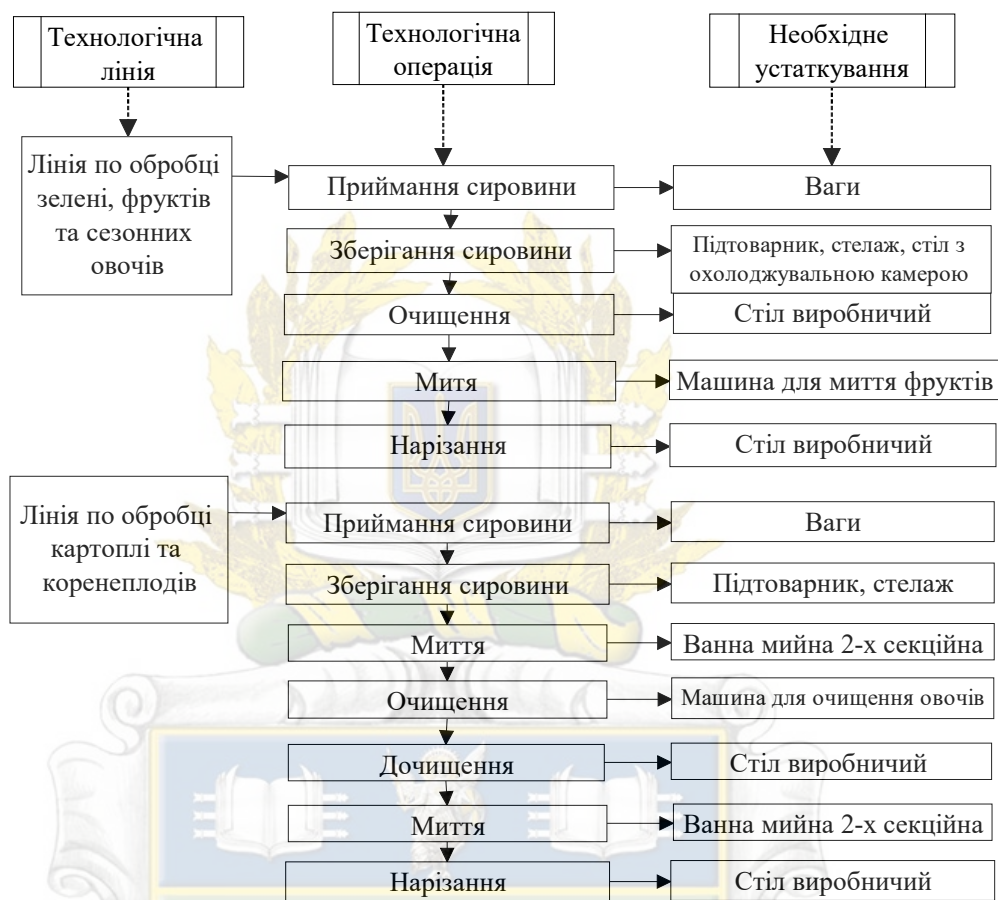 Технологічна
лінія
Технологічна
операція
Необхідне
устаткування
Лінія по обробці
зелені, фруктів
та сезонних
овочів
Приймання сировини
Ваги
Зберігання сировини
Підтоварник, стелаж, стіл з
охолоджувальною камерою
Очищення
Стіл виробничий
Митя
Машина для миття фруктів
Нарізання
Стіл виробничий
Лінія по обробці
картоплі та
коренеплодів
Приймання сировини
Ваги
Зберігання сировини
Підтоварник, стелаж
Миття
Ванна мийна 2-х секційна
Очищення
Машина для очищення овочів
Дочищення
Стіл виробничий
Миття
Ванна мийна 2-х секційна
Нарізання
Стіл виробничий